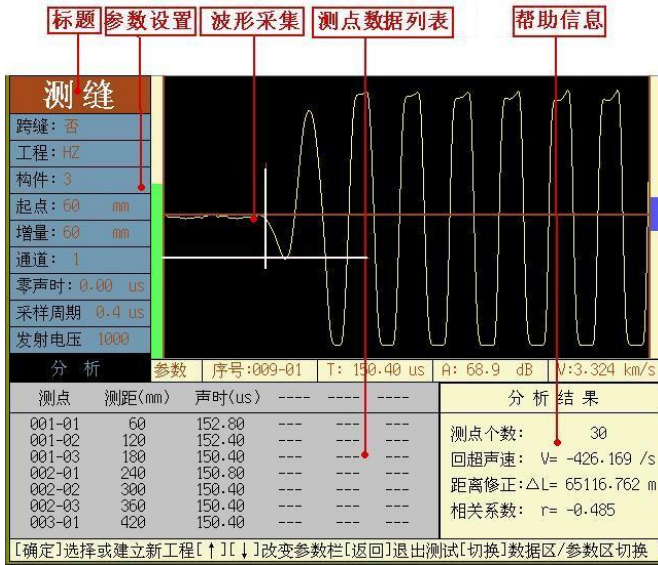 标题 参数设置 波形采集 测点数据列表 帮助信息
测缝
跨缝: 否
工程: HZ
构件: 3
起点: 60 mm
增量: 60 mm
通道: 1
零声时: 0.00 us
采样周期 0.4 us
发射电压 1000
分 析 参数 序号:009-01 T: 150.40 us A: 68.9 dB V:3.324 km/s
测点 测距(mm) 声时(us) ---- ---- ----
001-01 60 152.80 --- --- ---
001-02 120 152.40 --- --- ---
001-03 180 150.40 --- --- ---
002-01 240 150.80 --- --- ---
002-02 300 150.40 --- --- ---
002-03 360 150.40 --- --- ---
003-01 420 150.40 --- --- ---
分 析 结 果
测点个数: 30
回超声速: V= -426.169 /s
距离修正:△L= 65116.762 m
相关系数: r= -0.485
[确定]选择或建立新工程[↑][↓]改变参数栏[返回]退出测试[切换]数据区/参数区切换